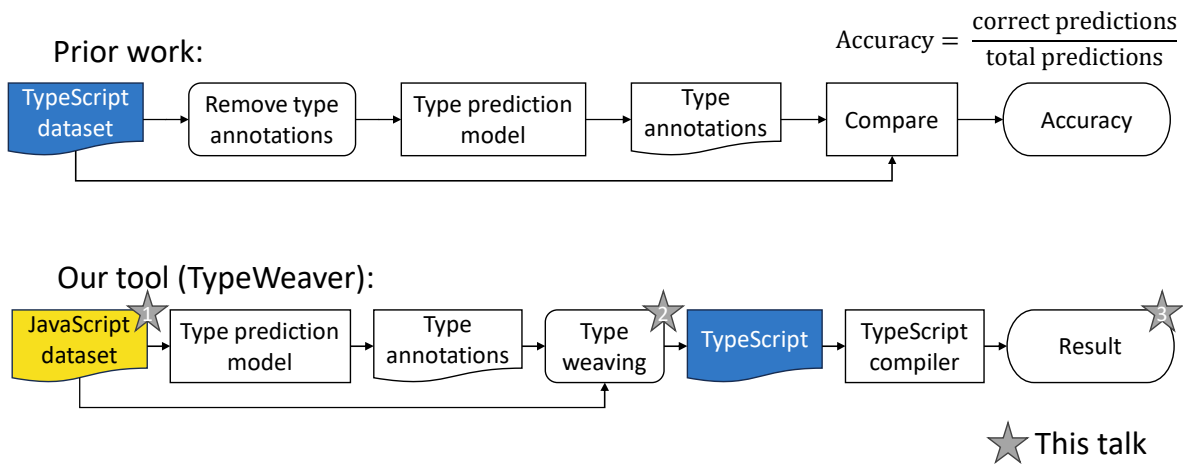 Prior work:
Accuracy = correct predictions
total predictions
TypeScript
dataset
Remove type
annotations
Type prediction
model
Type
annotations
Compare
Accuracy
Our tool (TypeWeaver):
JavaScript
dataset
1
Type prediction
model
Type
annotations
Type
weaving
2
TypeScript
TypeScript
compiler
Result
3
This talk